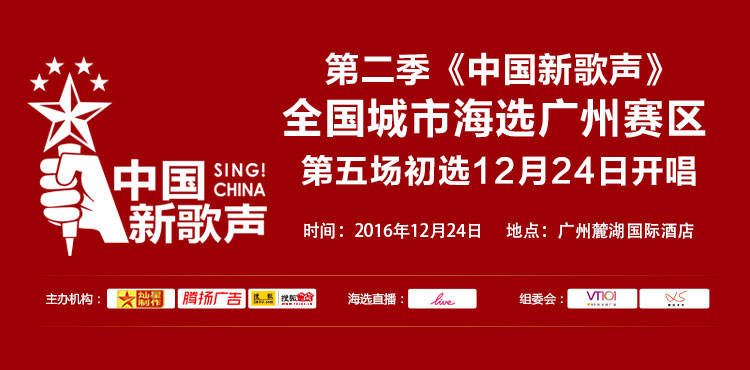 第二季《中国新歌声》
全国城市海选广州赛区
第五场初选12月24日开唱
时间：2016年12月24日 地点：广州麓湖国际酒店
中国 SING! CHINA
新歌声
主办机构： 灿星制作 腾扬广告 搜狐 搜狐
海选直播： live
组委会： VT101